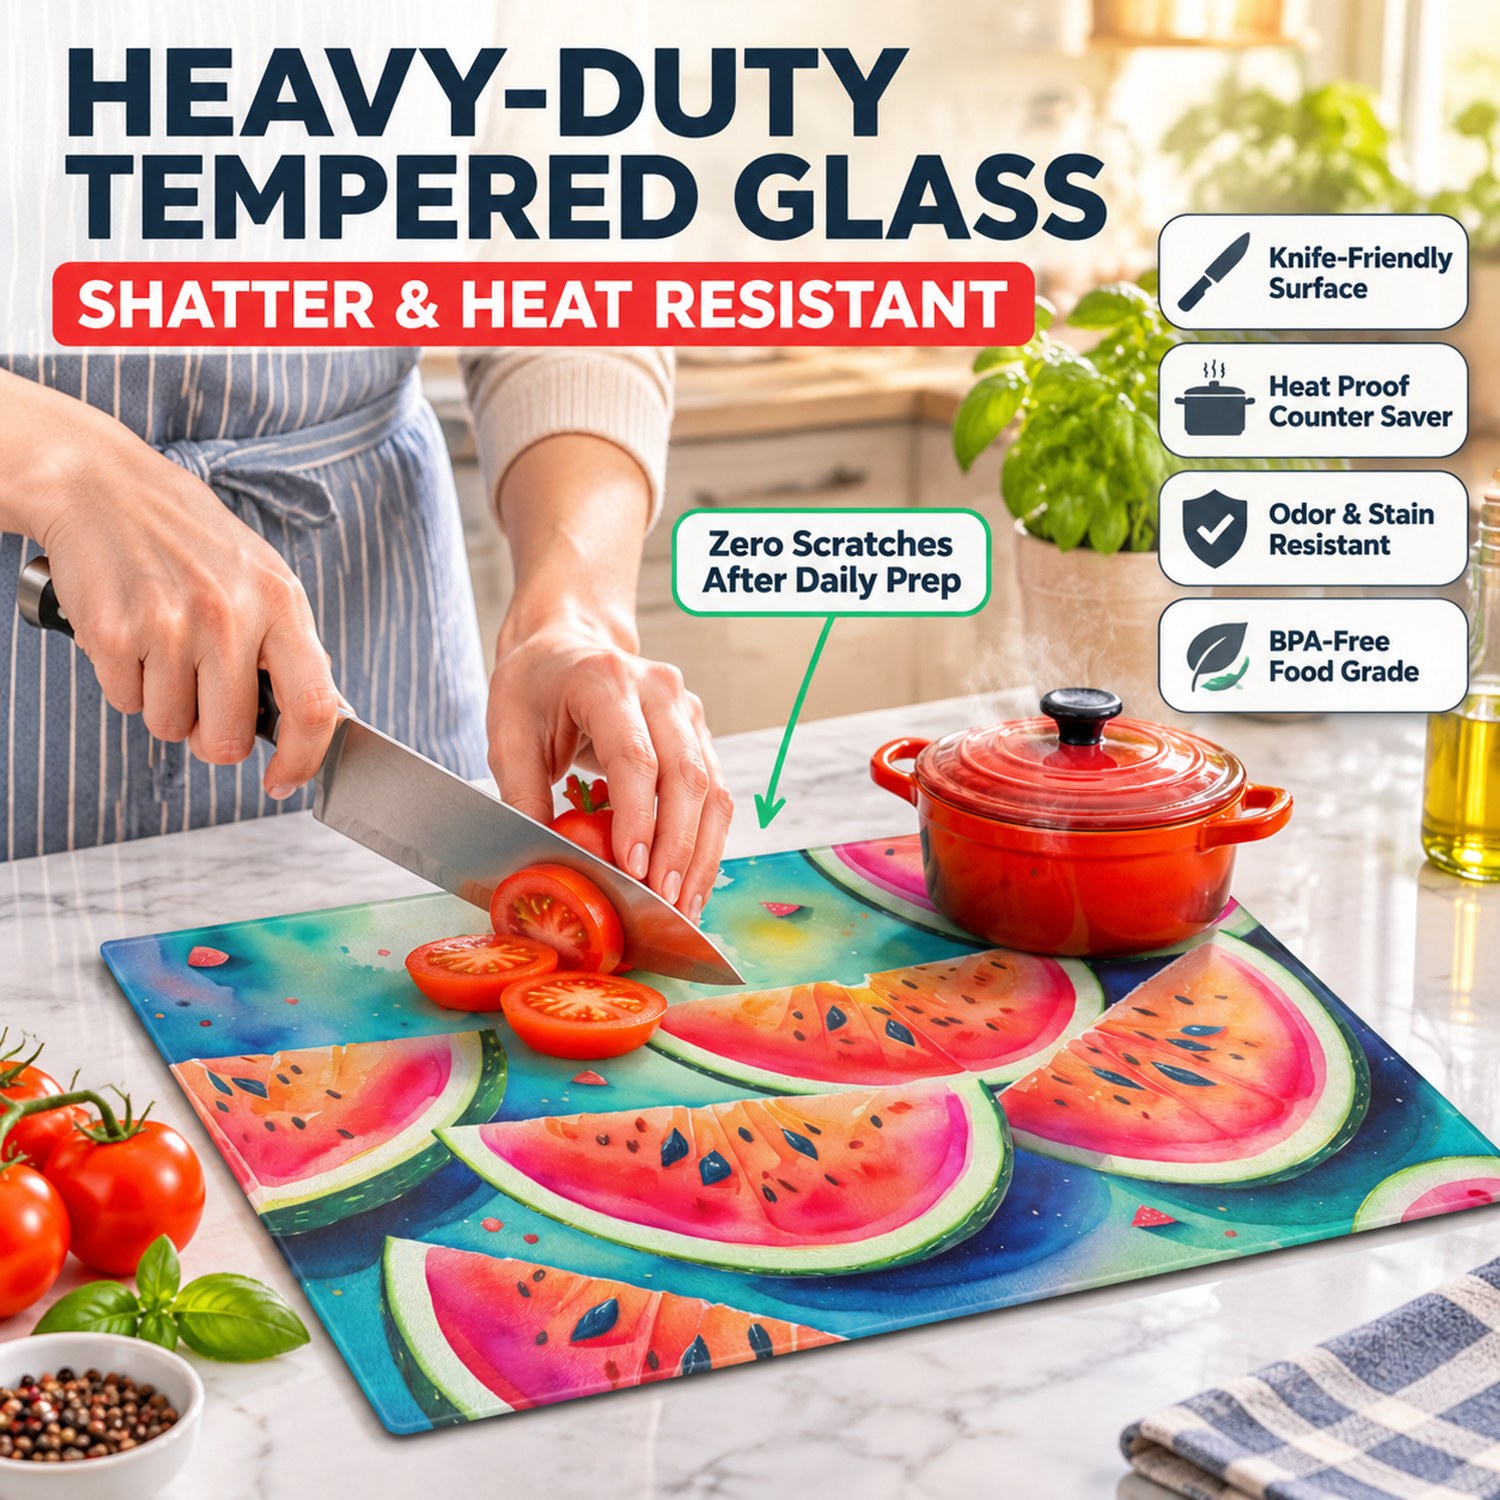 HEAVY-DUTY
TEMPERED GLASS
SHATTER & HEAT RESISTANT
Knife-Friendly
Surface
Heat Proof
Counter Saver
Zero Scratches
After Daily Prep
Odor & Stain
Resistant
BPA-Free
Food Grade